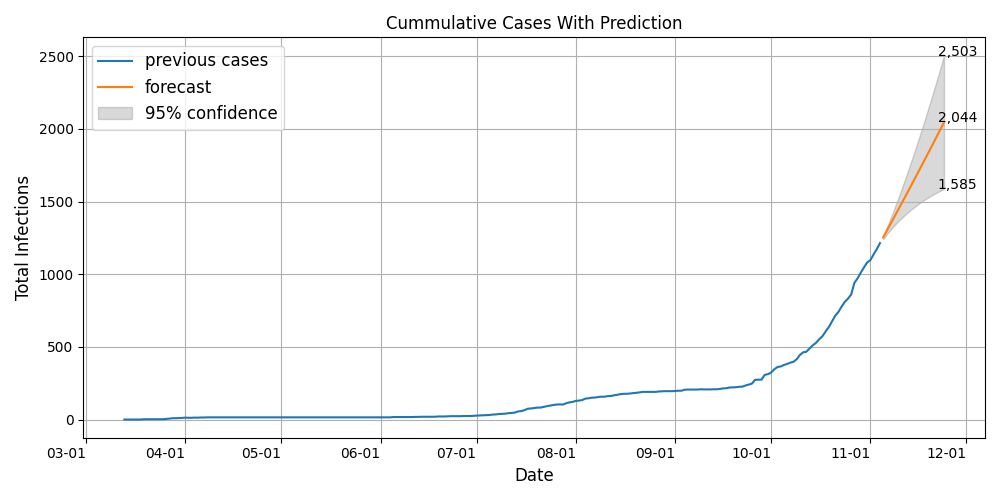 Cummulative Cases With Prediction
previous cases
forecast
95% confidence
2,503
2,044
1,585
2500
2000
1500
1000
500
0
Total Infections
03-01 04-01 05-01 06-01 07-01 08-01 09-01 10-01 11-01 12-01
Date